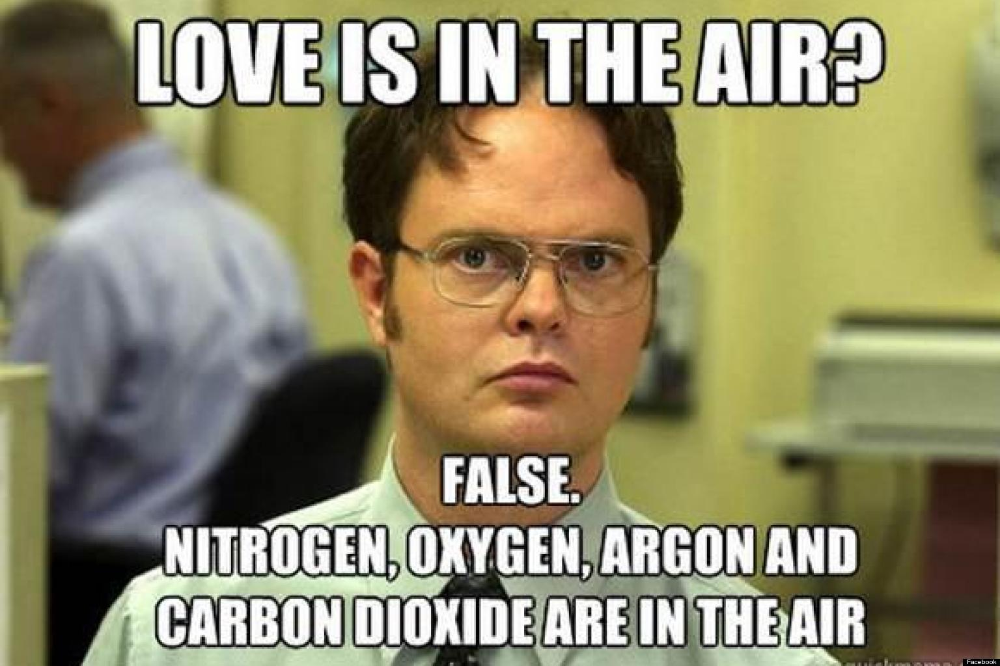 LOVE IS IN THE AIR?
FALSE.
NITROGEN, OXYGEN, ARGON AND
CARBON DIOXIDE ARE IN THE AIR
Facebook